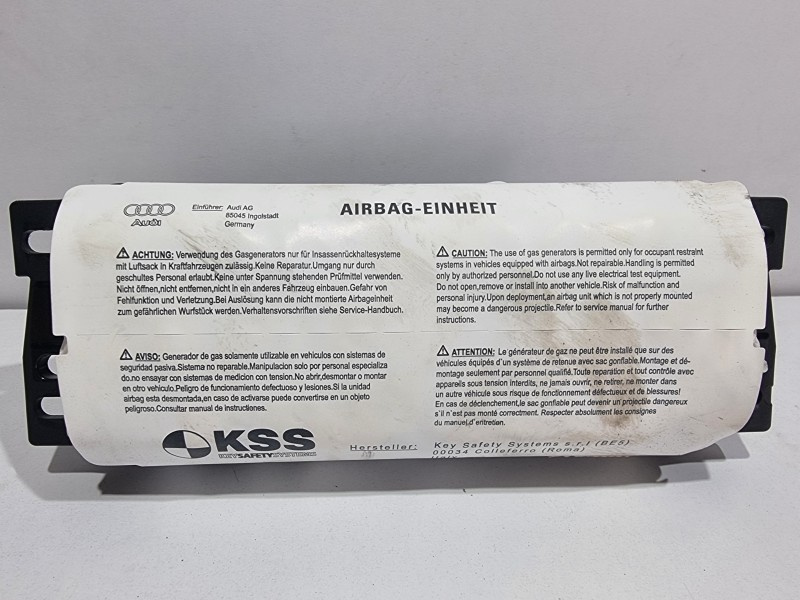 Audi
Einführer: Audi AG
85045 Ingolstadt
Germany
AIRBAG-EINHEIT
ACHTUNG: Verwendung des Gasgenerators nur für Insassenrückhaltesysteme
mit Luftsack in Kraftfahrzeugen zulässig.Keine Reparatur.Umgang nur durch
geschultes Personal erlaubt.Keine unter Spannung stehenden Prüfmittel verwenden.
Nicht öffnen,nicht entfernen,nicht in ein anderes Fahrzeug einbauen.Gefahr von
Fehlfunktion und Verletzung.Bei Auslösung kann die nicht montierte Airbageinheit
zum gefährlichen Wurfstück werden.Verhaltensvorschriften siehe Service-Handbuch.
CAUTION: The use of gas generators is permitted only for occupant restraint
systems in vehicles equipped with airbags.Not repairable.Handling is permitted
only by authorized personnel.Do not use any live electrical test equipment.
Do not open,remove or install into another vehicle.Risk of malfunction and
personal injury.Upon deployment,an airbag unit which is not properly mounted
may become a dangerous projectile.Refer to service manual for further
instructions.
AVISO: Generador de gas solamente utilizable en vehiculos con sistemas de
seguridad pasiva.Sistema no reparable.Manipulacion solo por personal especializa
do.no ensayar con sistemas de medicion con tension.No abrir,desmontar o montar
en otro vehiculo.Peligro de funcionamiento defectuoso y lesiones.Si la unidad
airbag esta desmontada,en caso de activarse puede convertirse en un objeto
peligroso.Consultar manual de instrucciones.
ATTENTION: Le générateur de gaz ne peut être installé que sur des
véhicules équipés d'un système de retenue avec sac gonflable.Montage et dé-
montage seulement par personnel qualifié.Toute reparation et tout contrôle avec
appareils sous tension interdits, ne jamais ouvrir, ne retirer, ne monter dans
un autre véhicule sous risque de fonctionnement défectueux et de blessures!
En cas de déclenchement,le sac gonflable peut devenir un projectile dangereux
s'il n'est pas monté correctment. Respecter absolument les consignes
du manuel,d'entretien.
KSS
KEYSAFETYSYSTEMS
Hersteller: Key Safety Systems s.r.l (BE5)
00034 Colleferro (Roma)
Italy